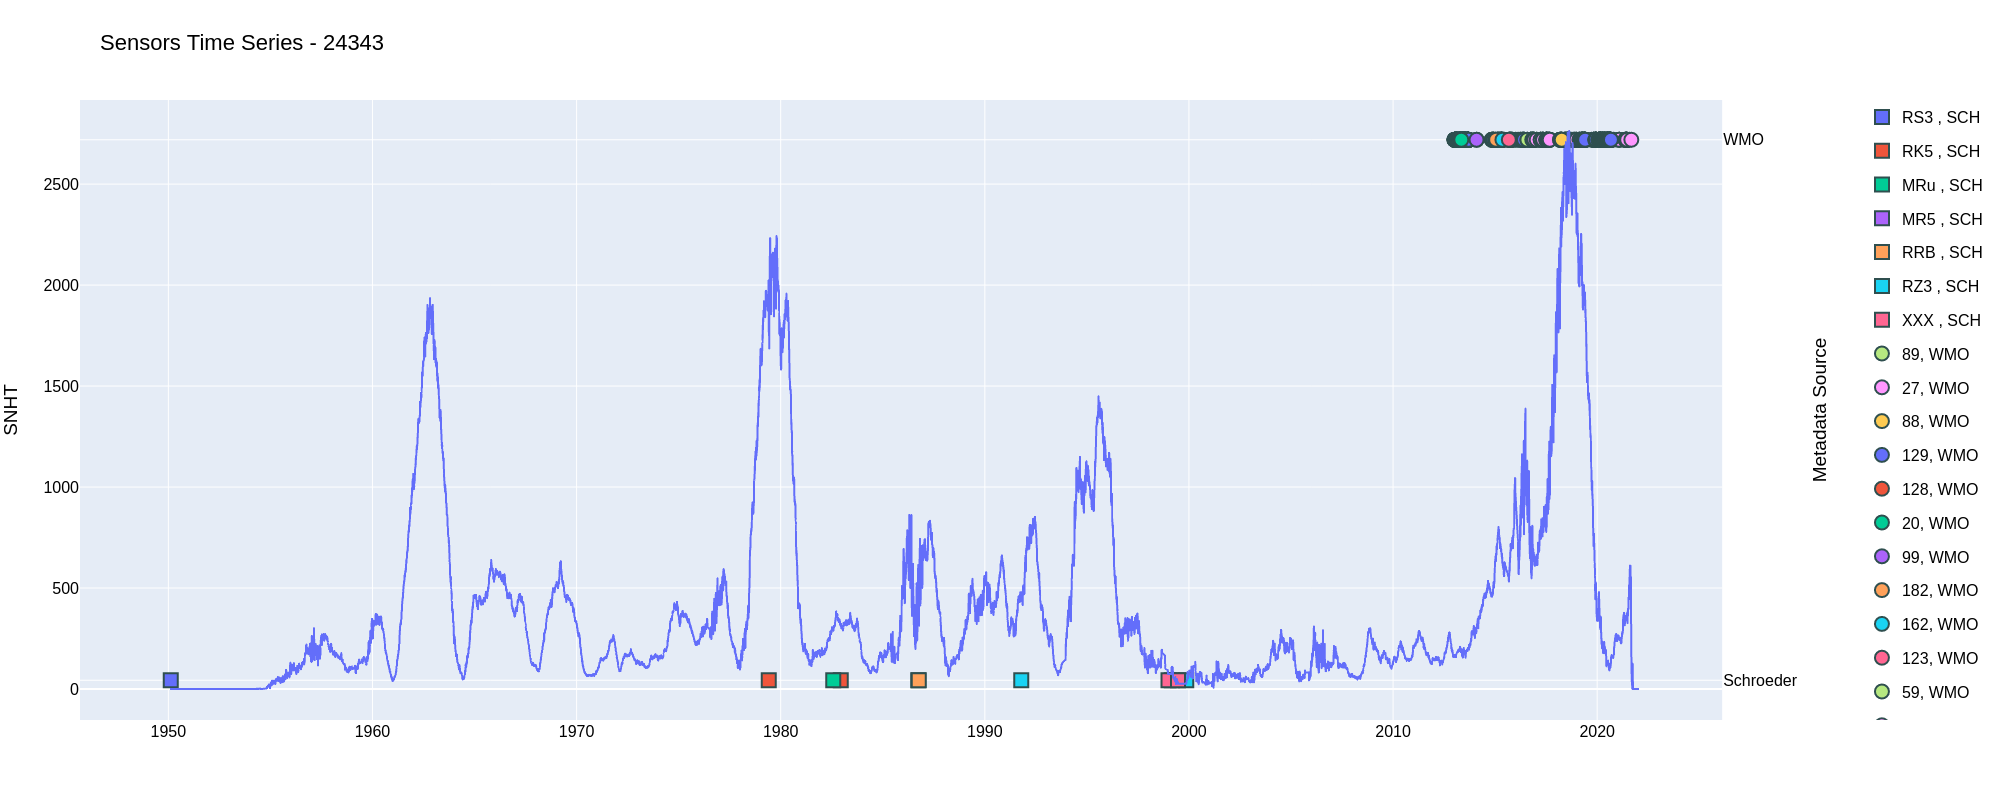 Sensors Time Series - 24343
SNHT
2500
2000
1500
1000
500
0
1950
1960
1970
1980
1990
2000
2010
2020
WMO
Schroeder
Metadata Source
RS3 , SCH
RK5 , SCH
MRu , SCH
MR5 , SCH
RRB , SCH
RZ3 , SCH
XXX , SCH
89, WMO
27, WMO
88, WMO
129, WMO
128, WMO
20, WMO
99, WMO
182, WMO
162, WMO
123, WMO
59, WMO